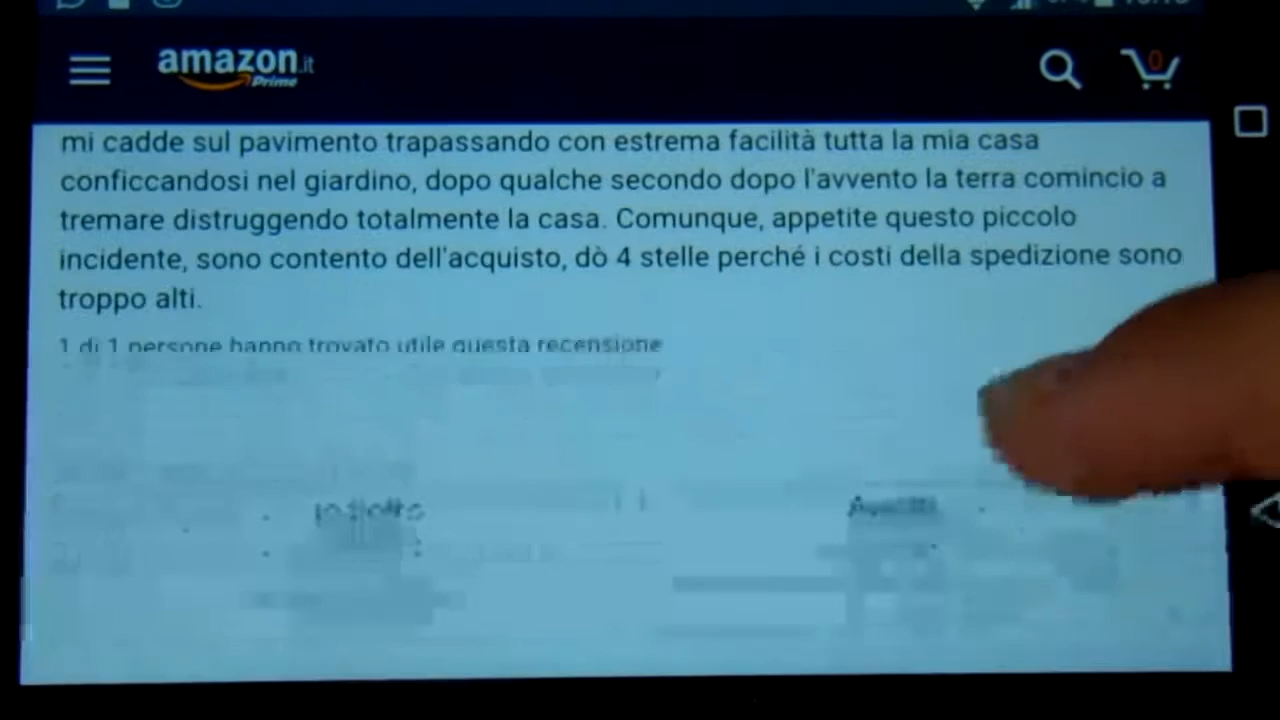 amazon.it
Prime
0
mi cadde sul pavimento trapassando con estrema facilità tutta la mia casa
conficcandosi nel giardino, dopo qualche secondo dopo l'avvento la terra comincio a
tremare distruggendo totalmente la casa. Comunque, appetite questo piccolo
incidente, sono contento dell'acquisto, dò 4 stelle perché i costi della spedizione sono
troppo alti.
1 di 1 persone hanno trovato utile questa recensione